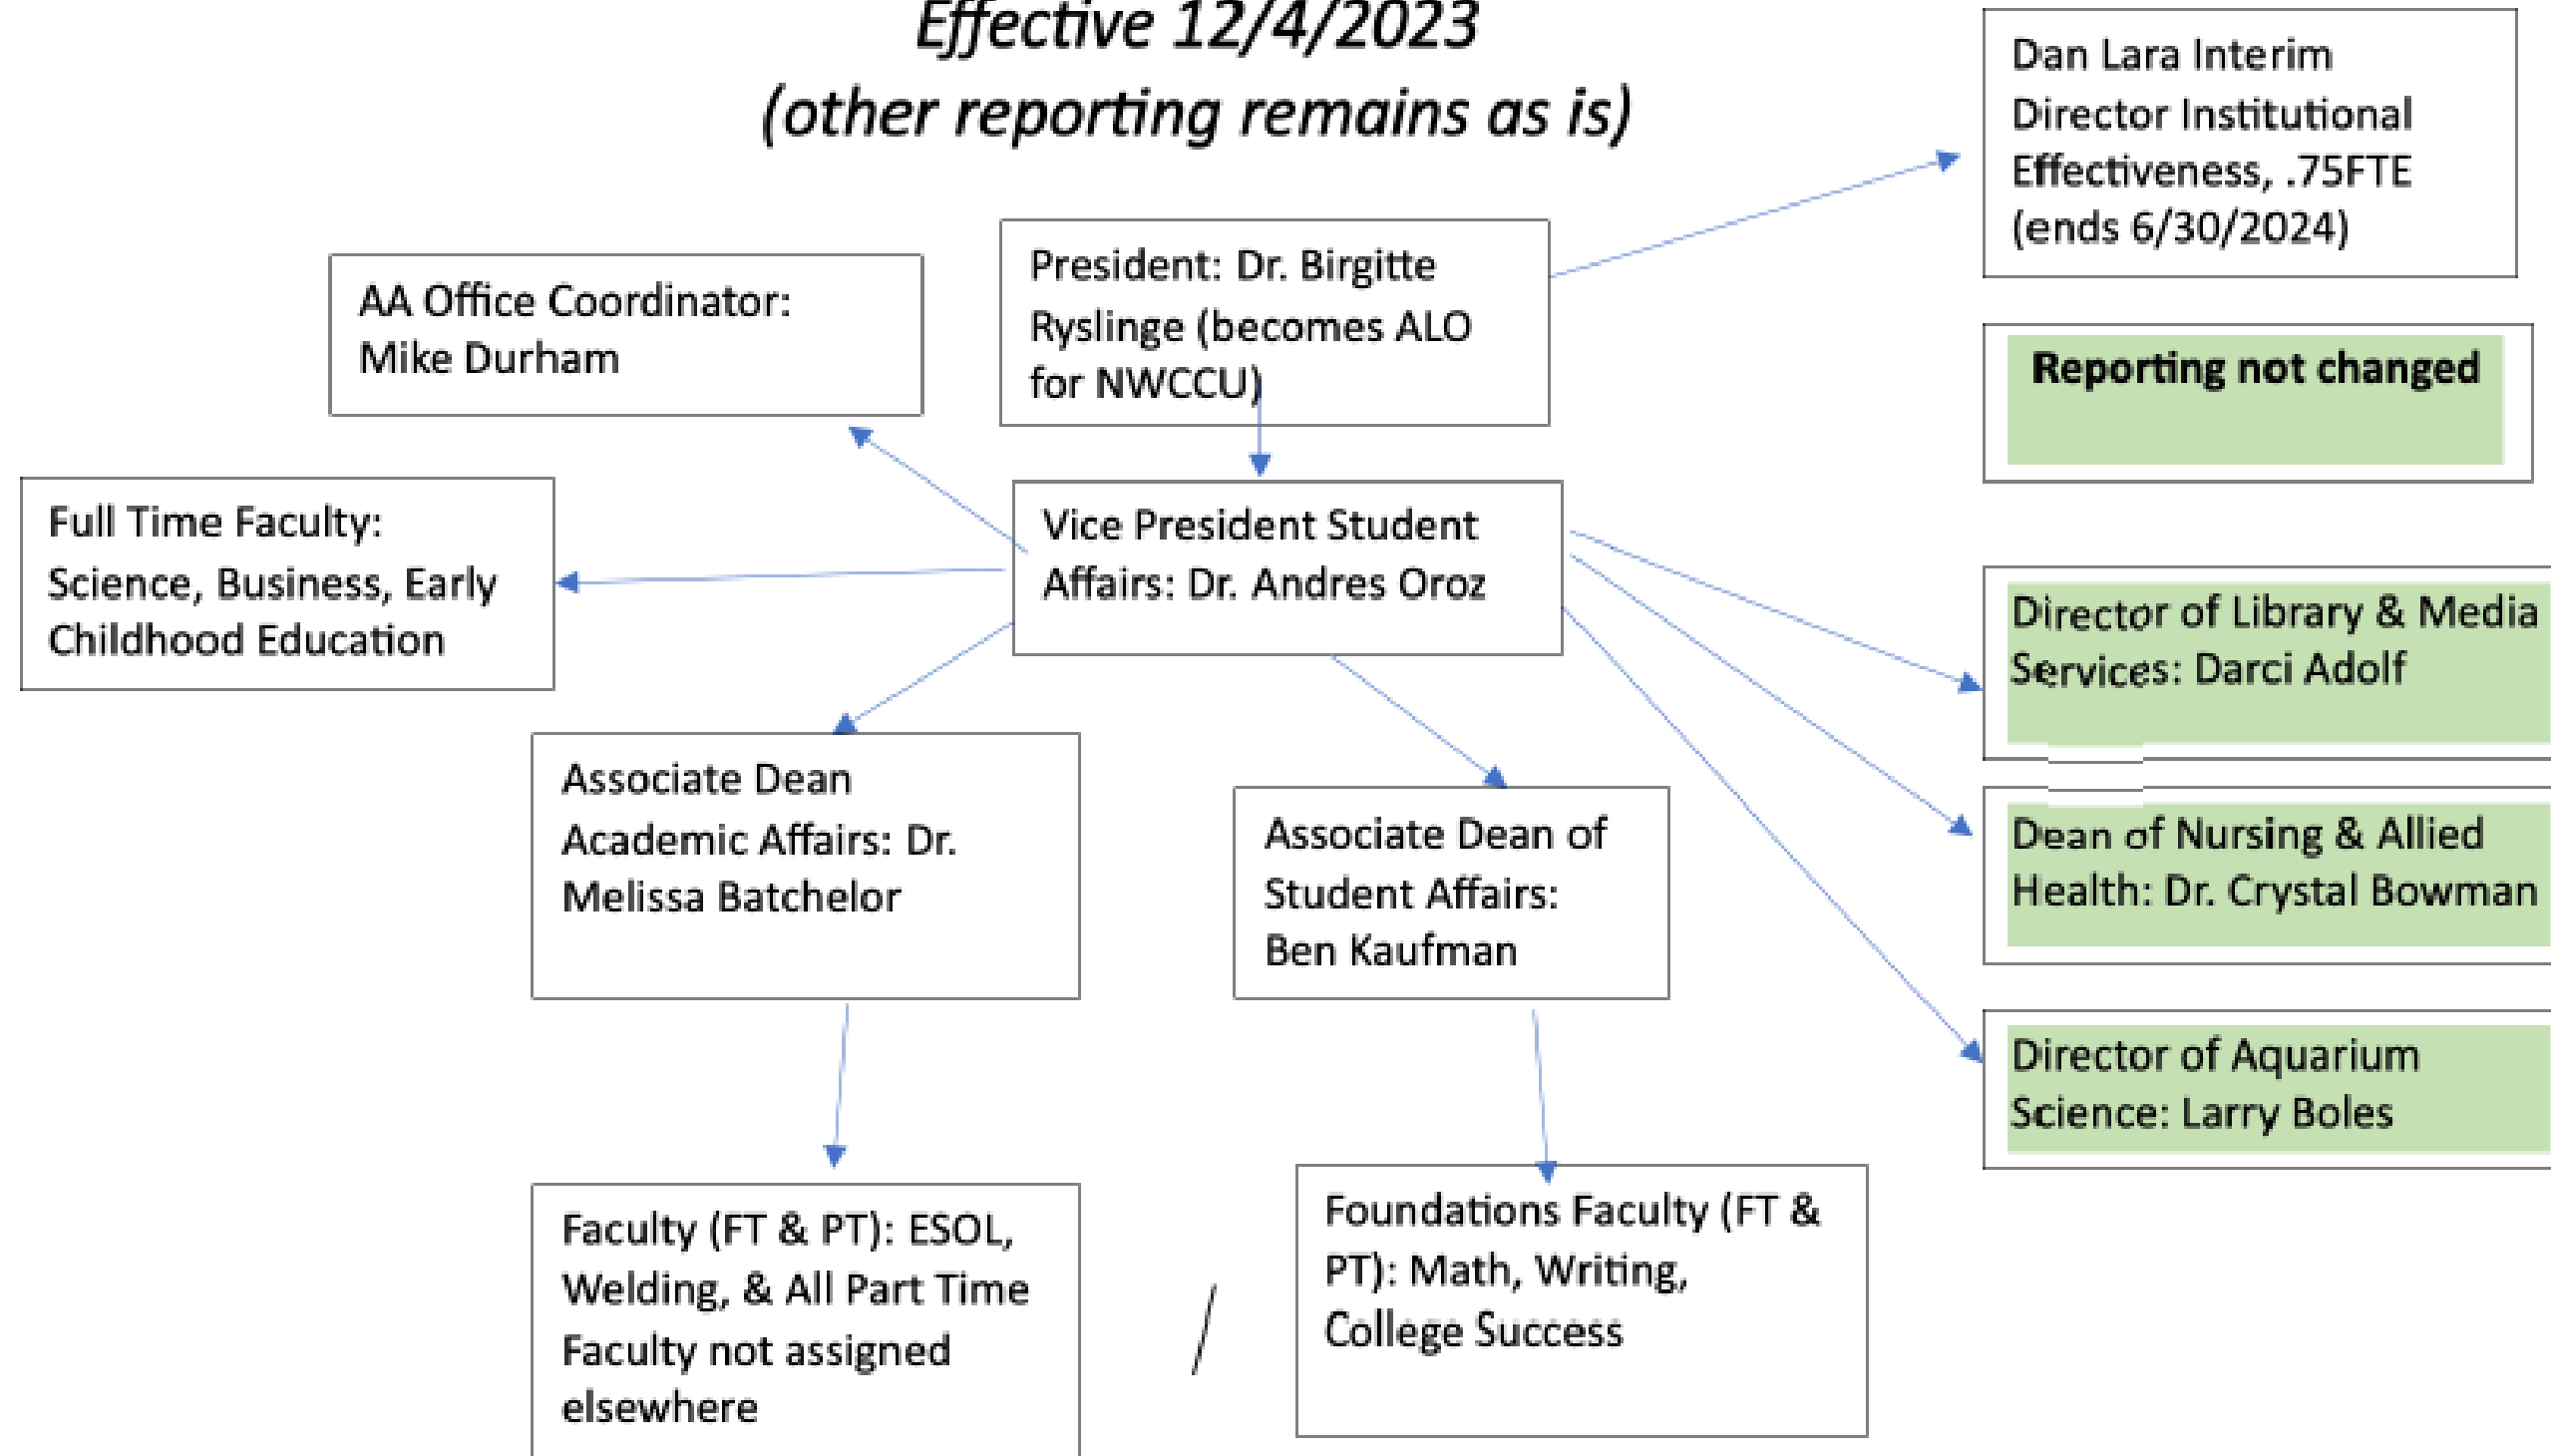 Effective 12/4/2023
(other reporting remains as is)
Dan Lara Interim
Director Institutional
Effectiveness, .75FTE
(ends 6/30/2024)
President: Dr. Birgitte
Ryslinge (becomes ALO
for NWCCU)
AA Office Coordinator:
Mike Durham
Reporting not changed
Full Time Faculty:
Science, Business, Early
Childhood Education
Vice President Student
Affairs: Dr. Andres Oroz
Director of Library & Media
Services: Darci Adolf
Associate Dean
Academic Affairs: Dr.
Melissa Batchelor
Associate Dean of
Student Affairs:
Ben Kaufman
Dean of Nursing & Allied
Health: Dr. Crystal Bowman
Director of Aquarium
Science: Larry Boles
Faculty (FT & PT): ESOL,
Welding, & All Part Time
Faculty not assigned
elsewhere
/
Foundations Faculty (FT &
PT): Math, Writing,
College Success